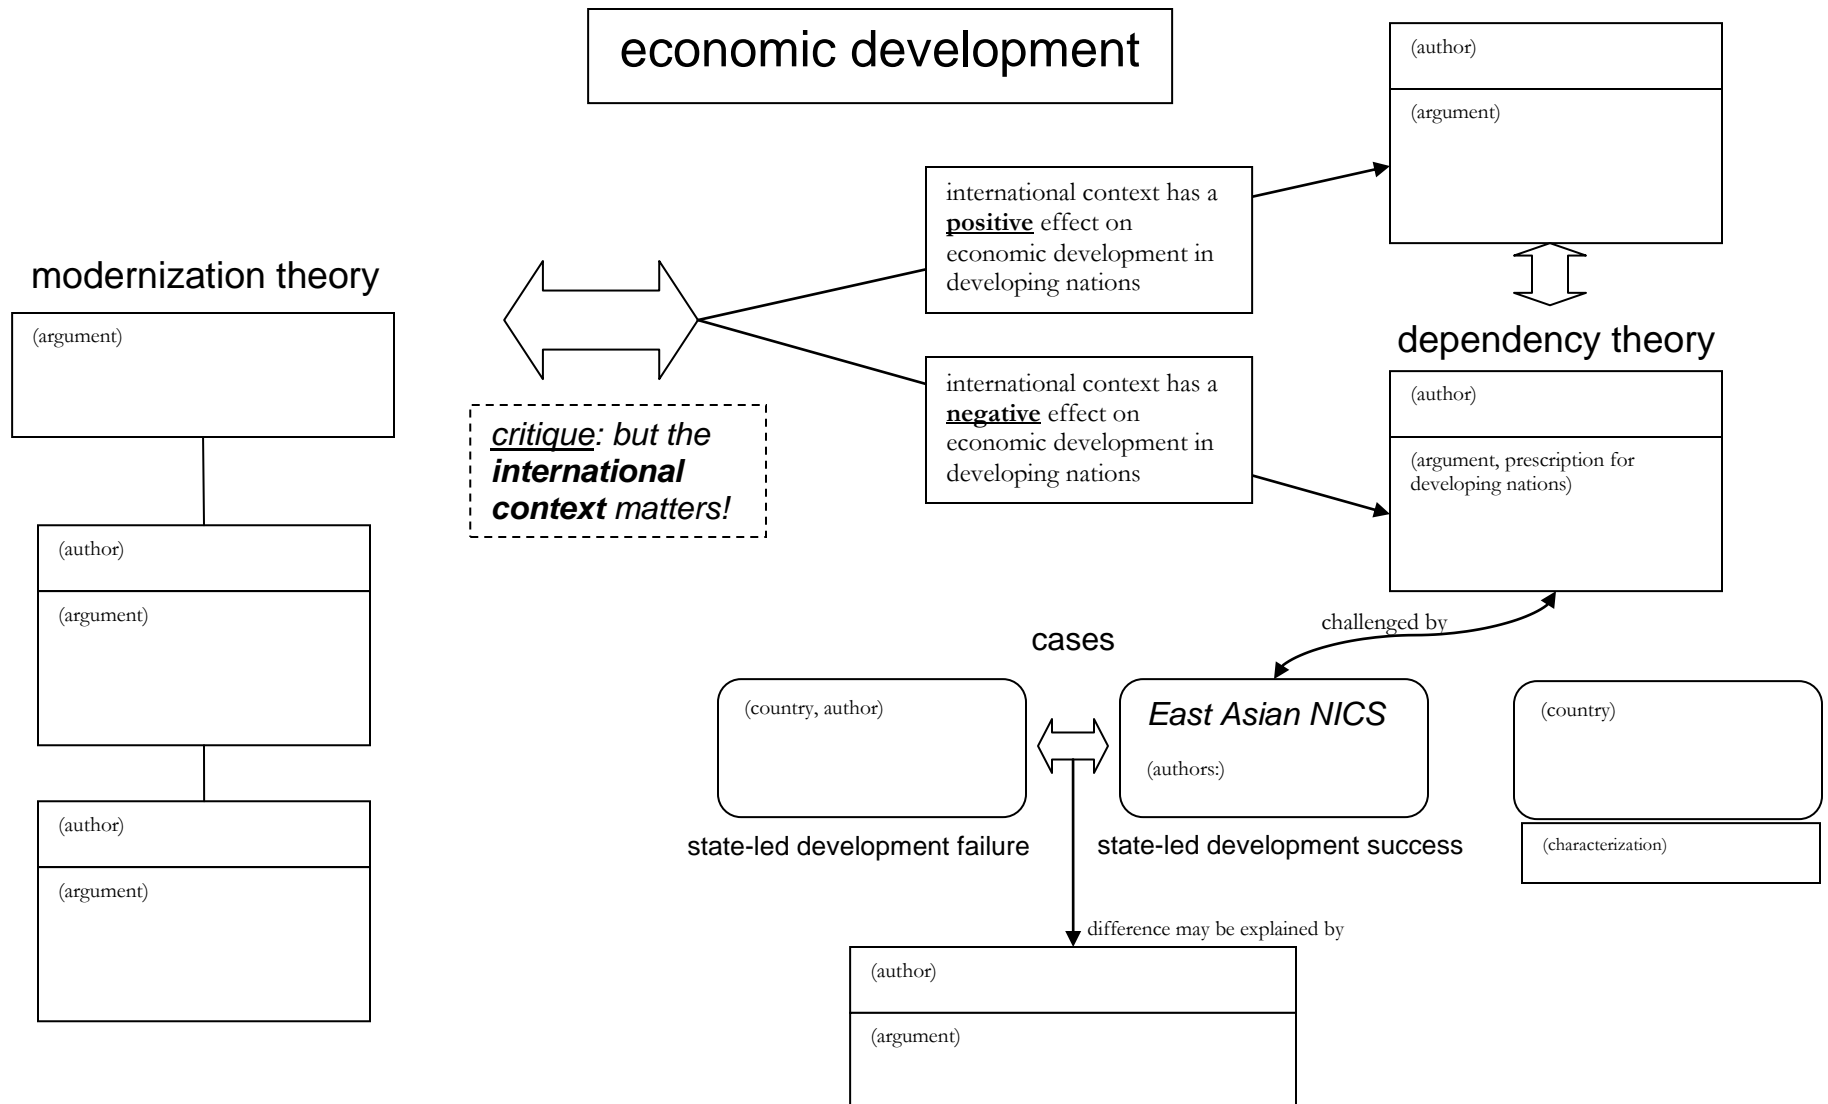 economic development
(author)
(argument)
international context has a
positive effect on
economic development in
developing nations
modernization theory
(argument)
dependency theory
(author)
(argument, prescription for
developing nations)
international context has a
negative effect on
economic development in
developing nations
critique: but the
international
context matters!
(author)
(argument)
(author)
(argument)
challenged by
cases
(country, author)
East Asian NICS
(authors:)
(country)
(characterization)
state-led development failure
state-led development success
difference may be explained by
(author)
(argument)